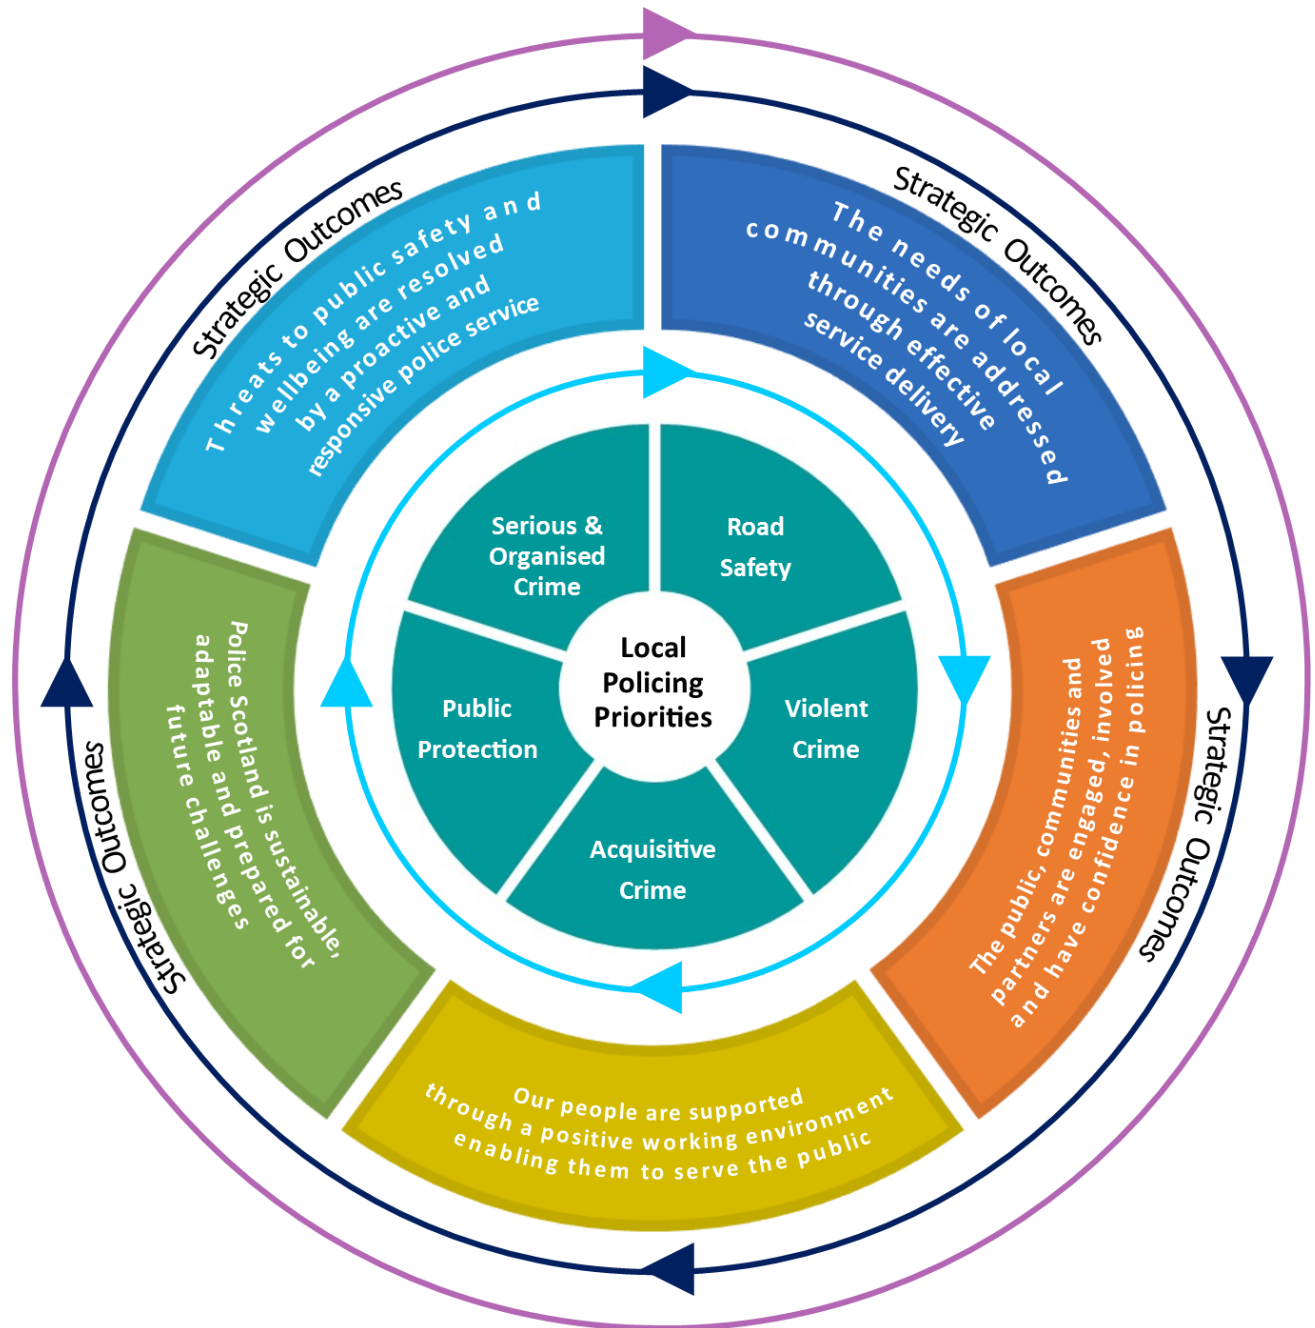 Strategic Outcomes
Threats to public safety and
wellbeing are resolved
by a proactive and
responsive police service
Strategic Outcomes
The needs of local
communities are addressed
through effective
service delivery
Strategic Outcomes
The public, communities and
partners are engaged, involved
and have confidence in policing
Our people are supported
through a positive working environment
enabling them to serve the public
Strategic Outcomes
Police Scotland is sustainable,
adaptable and prepared for
future challenges
Serious &
Organised
Crime
Road
Safety
Violent
Crime
Acquisitive
Crime
Public
Protection
Local
Policing
Priorities